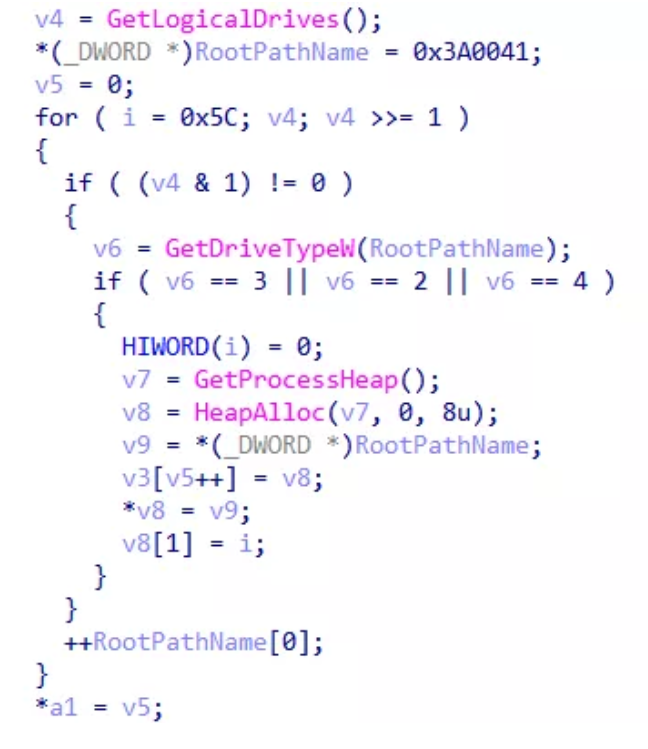 v4 = GetLogicalDrives();
*(_DWORD *)RootPathName = 0x3A0041;
v5 = 0;
for ( i = 0x5C; v4; v4 >>= 1 )
{
if ( (v4 & 1) != 0 )
{
v6 = GetDriveTypeW(RootPathName);
if ( v6 == 3 || v6 == 2 || v6 == 4 )
{
HIWORD(i) = 0;
v7 = GetProcessHeap();
v8 = HeapAlloc(v7, 0, 8u);
v9 = *(_DWORD *)RootPathName;
v3[v5++] = v8;
*v8 = v9;
v8[1] = i;
}
}
++RootPathName[0];
}
*a1 = v5;